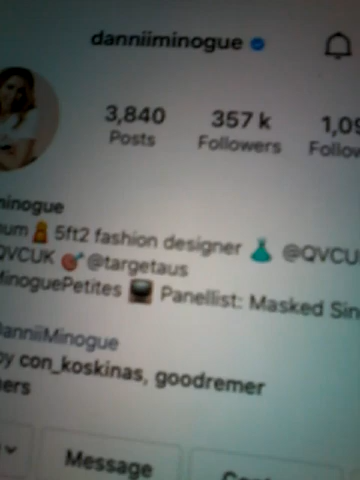 danniiminogue
3,840 357 k 1,09
Posts Followers Follow
minogue
um 5ft2 fashion designer @QVCU
QVCUK @targetaus
MinoguePetites Panellist: Masked Sin
DanniiMinogue
by con_koskinas, goodremer
ers
Message